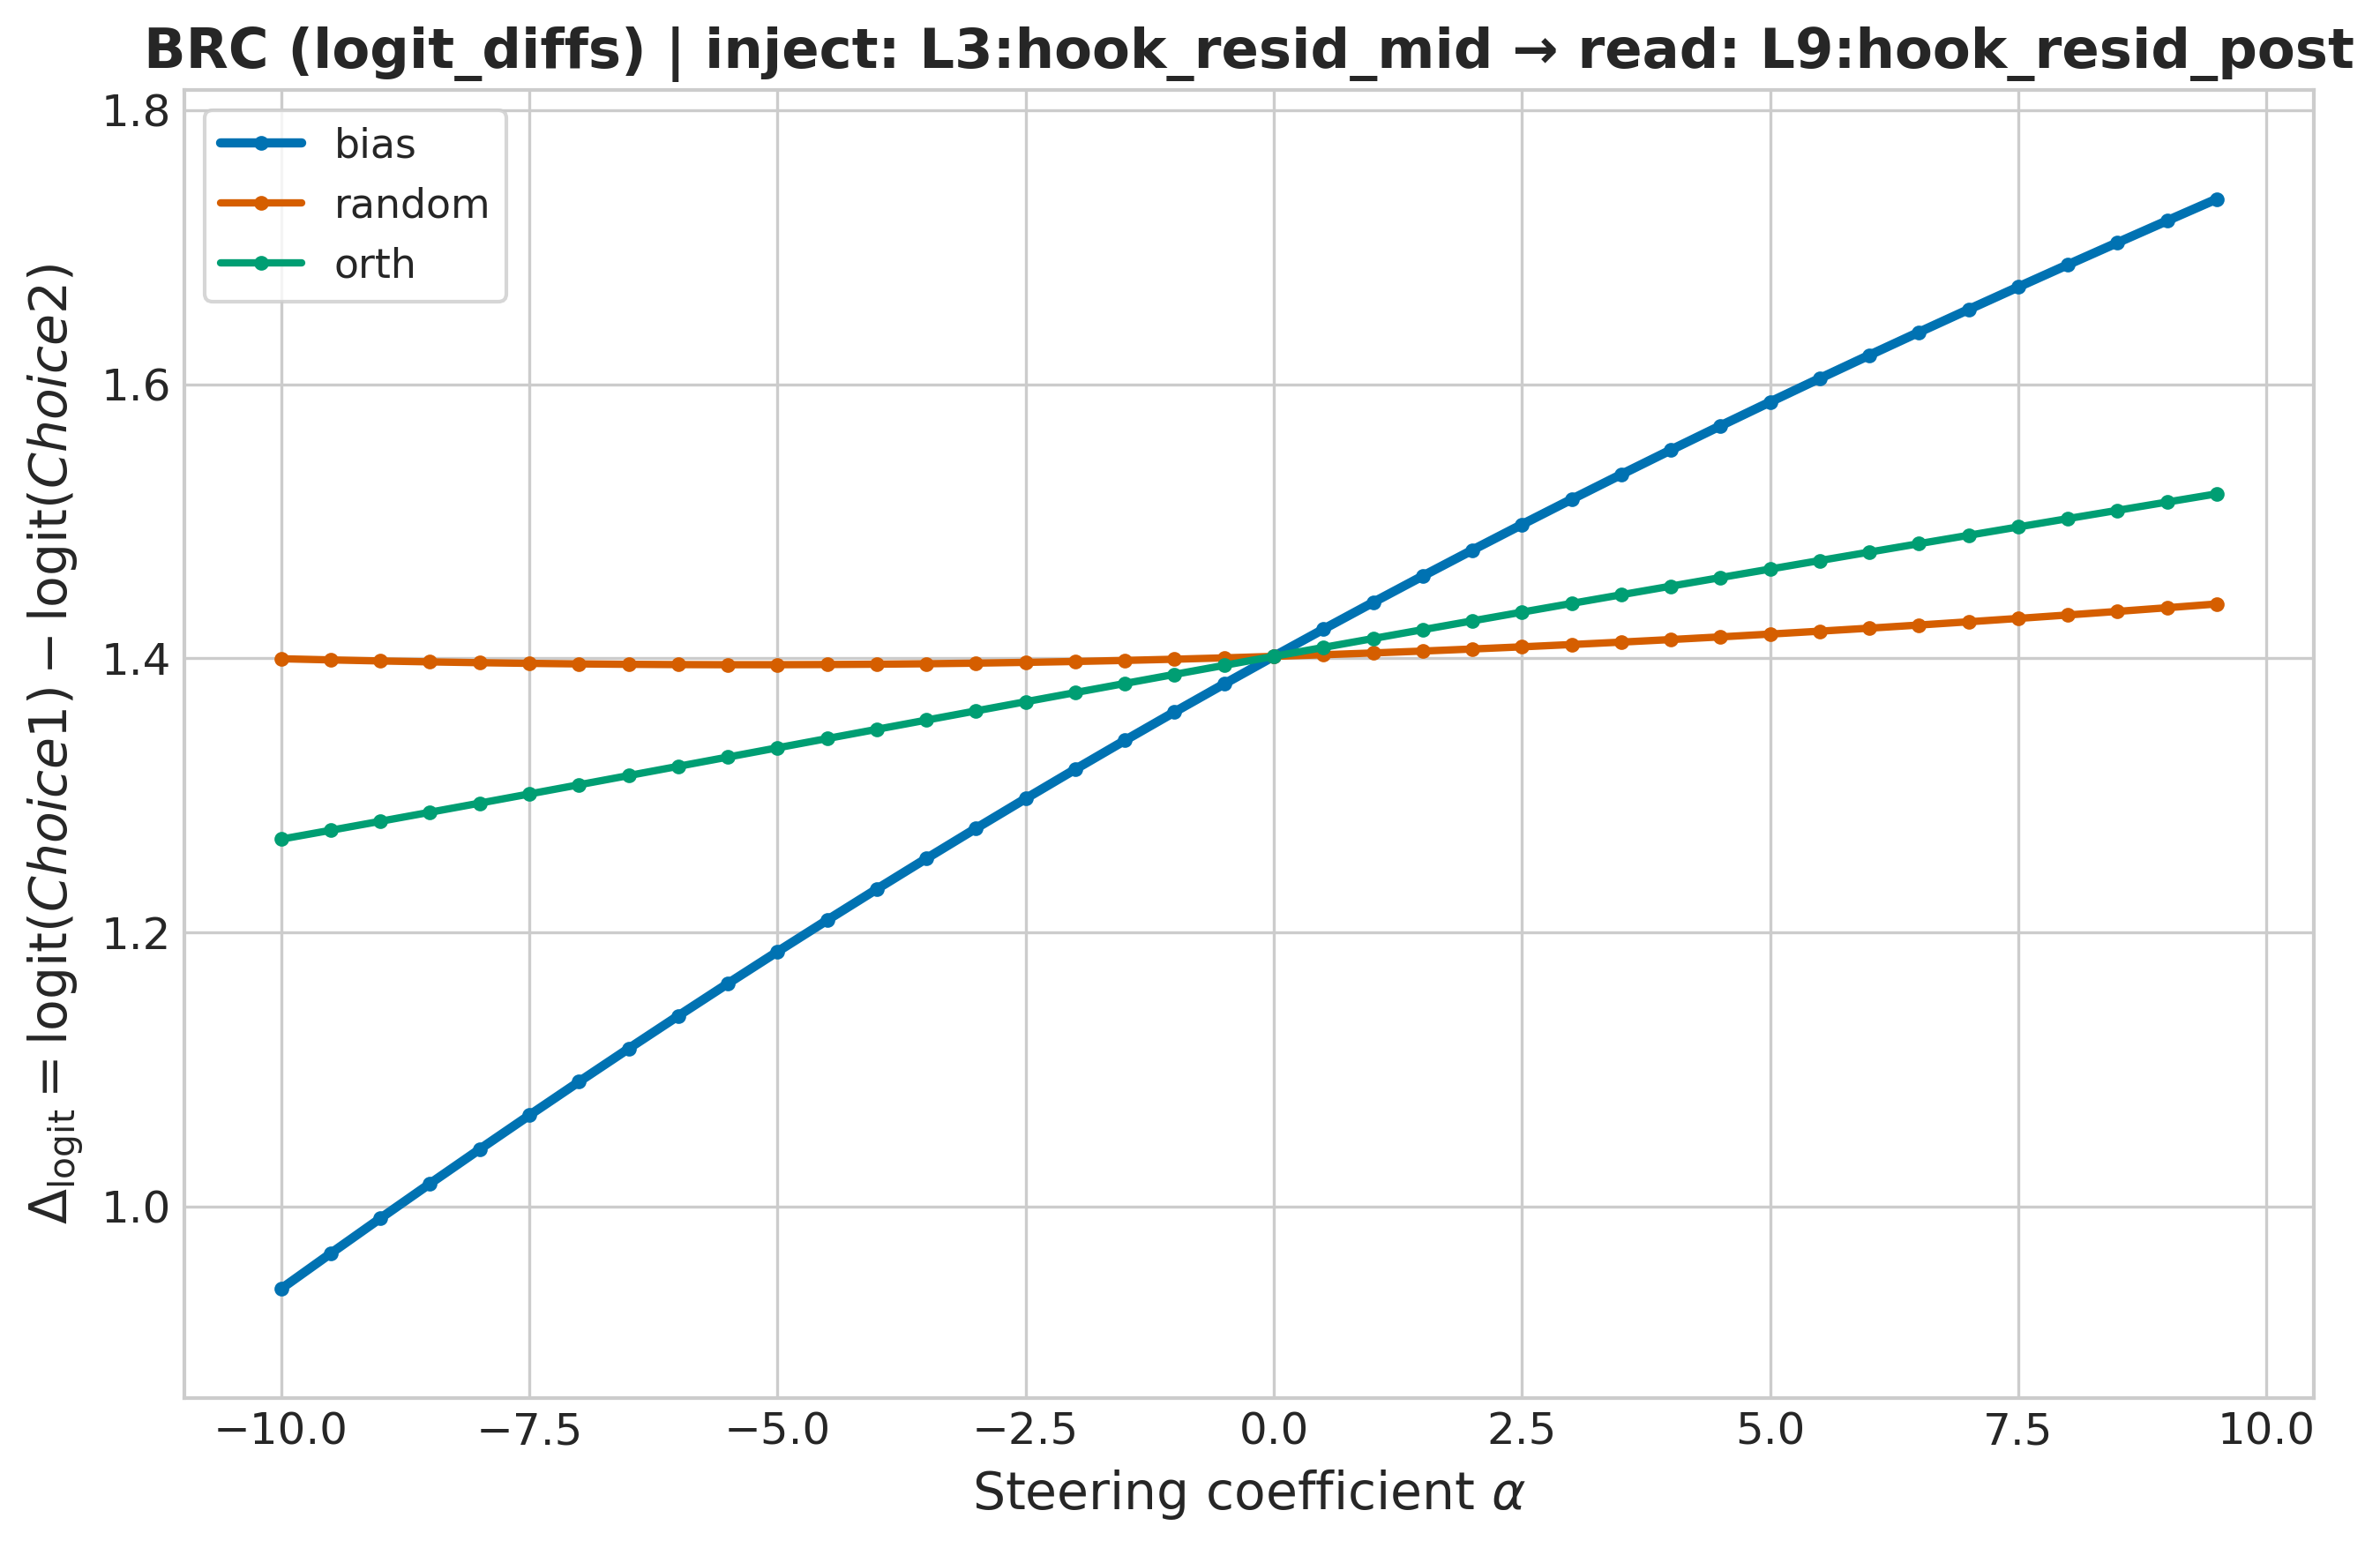 BRC (logit_diffs) | inject: L3:hook_resid_mid → read: L9:hook_resid_post
bias
random
orth
Δlogit = logit(Choice1) − logit(Choice2)
1.8
1.6
1.4
1.2
1.0
−10.0 −7.5 −5.0 −2.5 0.0 2.5 5.0 7.5 10.0
Steering coefficient α